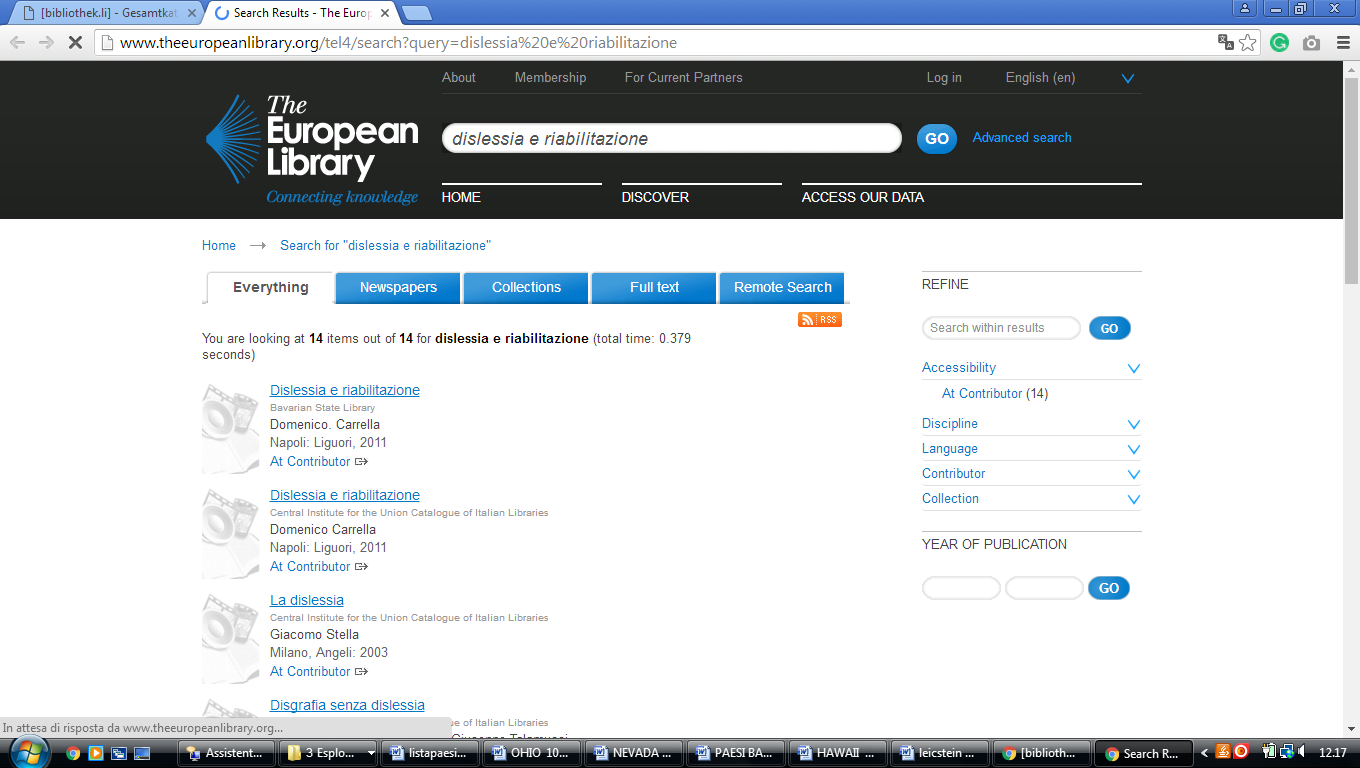 [bibliothek.li] - Gesamtkat
Search Results - The Europ
www.theeuropeanlibrary.org/tel4/search?query=dislessia%20e%20riabilitazione
About Membership For Current Partners Log in English (en)
The
European
Library
Connecting knowledge
dislessia e riabilitazione GO Advanced search
HOME DISCOVER ACCESS OUR DATA
Home Search for "dislessia e riabilitazione"
Everything Newspapers Collections Full text Remote Search
RSS
You are looking at 14 items out of 14 for dislessia e riabilitazione (total time: 0.379
seconds)
Dislessia e riabilitazione
Bavarian State Library
Domenico. Carrella
Napoli: Liguori, 2011
At Contributor
Dislessia e riabilitazione
Central Institute for the Union Catalogue of Italian Libraries
Domenico Carrella
Napoli: Liguori, 2011
At Contributor
La dislessia
Central Institute for the Union Catalogue of Italian Libraries
Giacomo Stella
Milano, Angeli: 2003
At Contributor
Disgrafia senza dislessia
ue of Italian Libraries
REFINE
Search within results GO
Accessibility
At Contributor (14)
Discipline
Language
Contributor
Collection
YEAR OF PUBLICATION
GO
In attesa di risposta da www.theeuropeanlibrary.org...
Assistent... 3 Esplo... listapaesi... OHIO 10... NEVADA ... PAESI BA... HAWAII ... leicstein ... [biblioth... Search R... 12.17